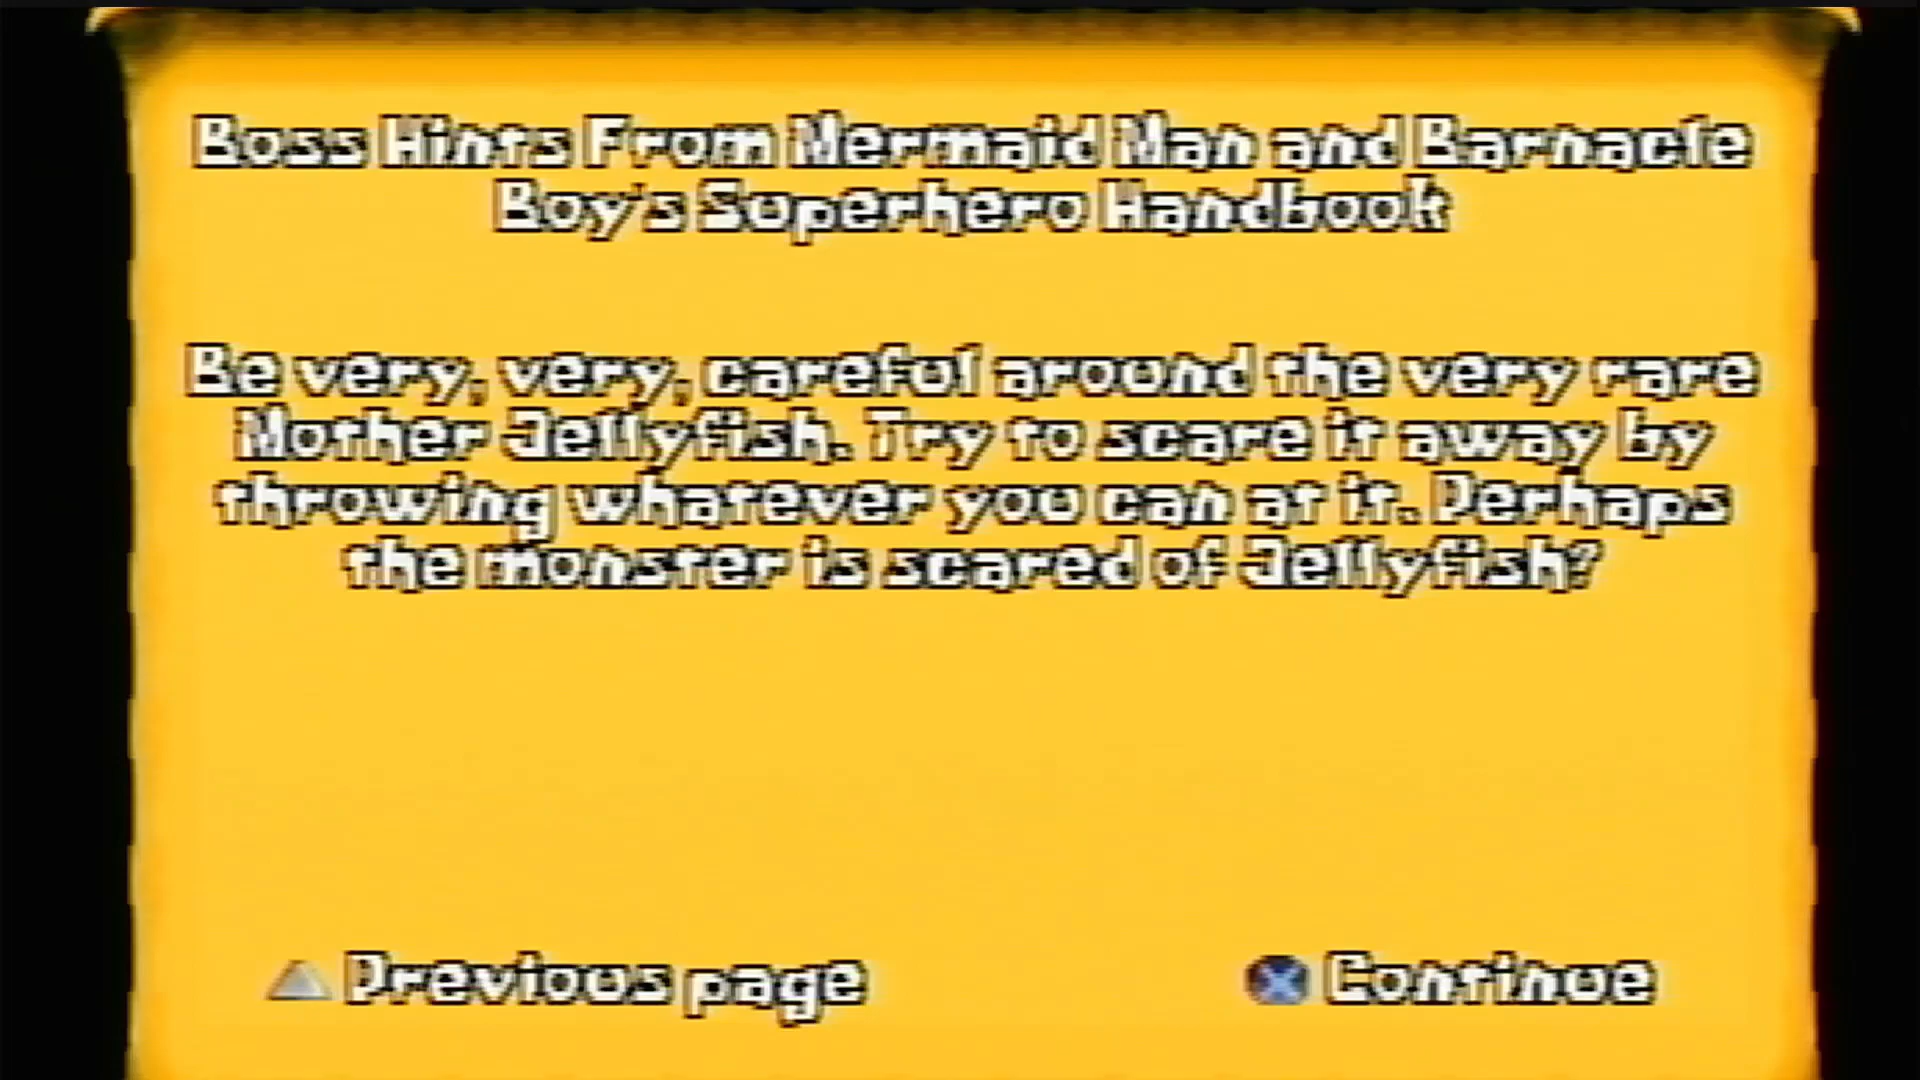 Boss Hints From Mermaid Man and Barnacle
Boy's Superhero Handbook
Be very, very, careful around the very rare
Mother Jellyfish. Try to scare it away by
throwing whatever you can at it. Perhaps
the monster is scared of Jellyfish?
Previous page
Continue